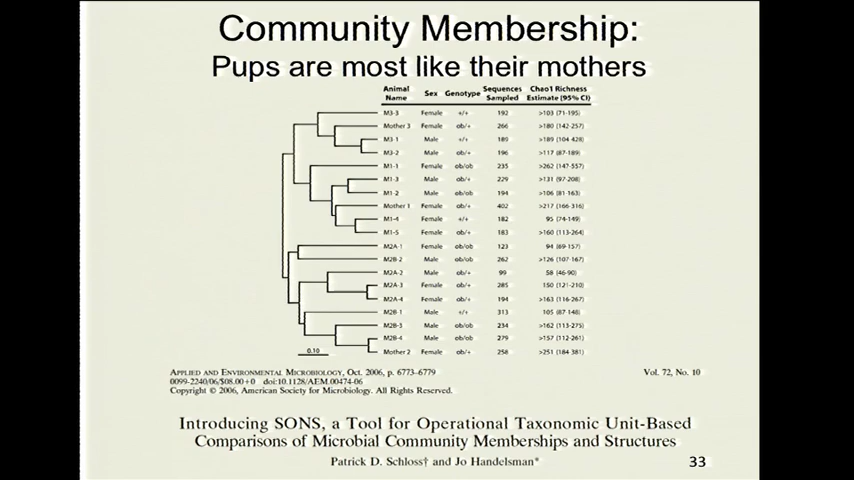 Community Membership:
Pups are most like their mothers
Animal Name Sex Genotype Sequences Sampled Chao1 Richness Estimate (95% CI)
M3-3 Female +/+ 192 >103 (71-195)
Mother 3 Female ob/+ 266 >180 (142-257)
M3-1 Male +/+ 189 >189 (104-428)
M3-2 Male ob/+ 196 >117 (87-189)
M1-1 Female ob/ob 235 >262 (147-557)
M1-3 Male ob/+ 229 >131 (97-208)
M1-2 Male ob/ob 194 >106 (81-163)
Mother 1 Female ob/+ 402 >217 (166-316)
M1-4 Female +/+ 182 95 (74-149)
M1-5 Female ob/+ 183 >160 (113-264)
M2A-1 Female ob/ob 123 94 (69-157)
M2B-2 Male ob/ob 262 >126 (107-167)
M2A-2 Male ob/+ 99 58 (46-90)
M2A-3 Female ob/+ 285 150 (121-210)
M2A-4 Female ob/+ 194 >163 (116-267)
M2B-1 Male +/+ 313 105 (87-148)
M2B-3 Male ob/ob 234 >162 (113-275)
M2B-4 Male ob/ob 279 >157 (112-261)
Mother 2 Female ob/+ 258 >251 (184-381)
0.10
APPLIED AND ENVIRONMENTAL MICROBIOLOGY, Oct. 2006, p. 6773–6779 Vol. 72, No. 10
0099-2240/06/$08.00+0 doi:10.1128/AEM.00474-06
Copyright © 2006, American Society for Microbiology. All Rights Reserved.
Introducing SONS, a Tool for Operational Taxonomic Unit-Based
Comparisons of Microbial Community Memberships and Structures
Patrick D. Schloss† and Jo Handelsman*
33